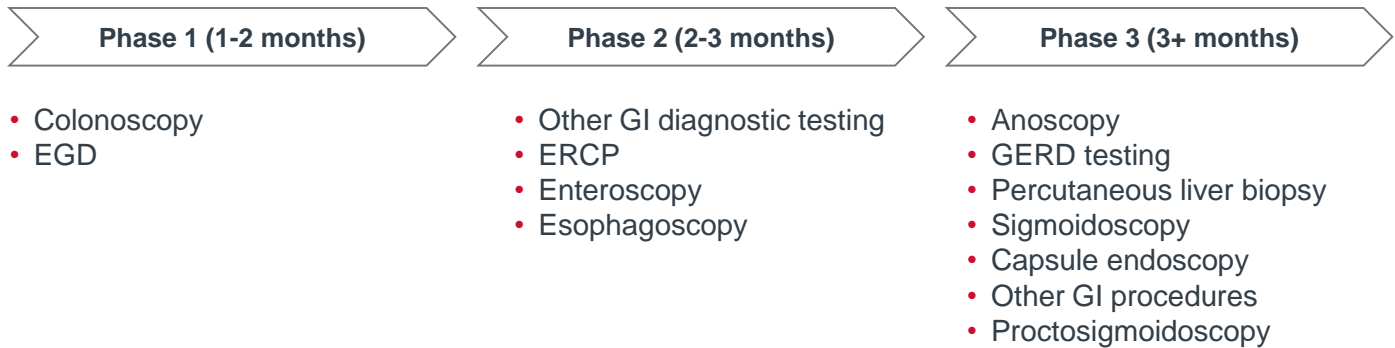 Phase 1 (1-2 months)
• Colonoscopy
• EGD
Phase 2 (2-3 months)
• Other GI diagnostic testing
• ERCP
• Enteroscopy
• Esophagoscopy
Phase 3 (3+ months)
• Anoscopy
• GERD testing
• Percutaneous liver biopsy
• Sigmoidoscopy
• Capsule endoscopy
• Other GI procedures
• Proctosigmoidoscopy